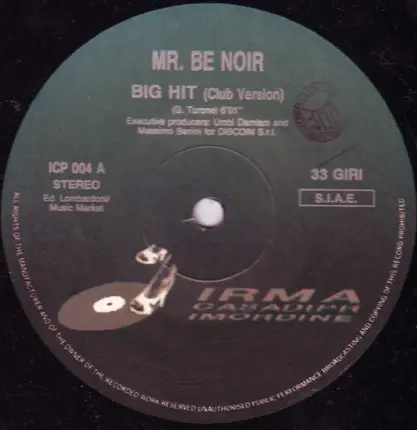 MR. BE NOIR
BIG HIT (Club Version)
(G. Turone) 6'01"
Executive producers: Umbi Damiani and
Massimo Benini for DISCOIN S.r.l.
ICP 004 A
STEREO
Ed. Lombardoni/
Music Market
33 GIRI
S.I.A.E.
IRMA
CASADIPR
IMORDINE
ALL RIGHTS OF THE MANUFACTURER AND OF THE OWNER OF THE RECORDED WORK RESERVED UNAUTHORISED PUBLIC PERFORMANCE BROADCASTING AND COPYING OF THIS RECORD PROHIBITED